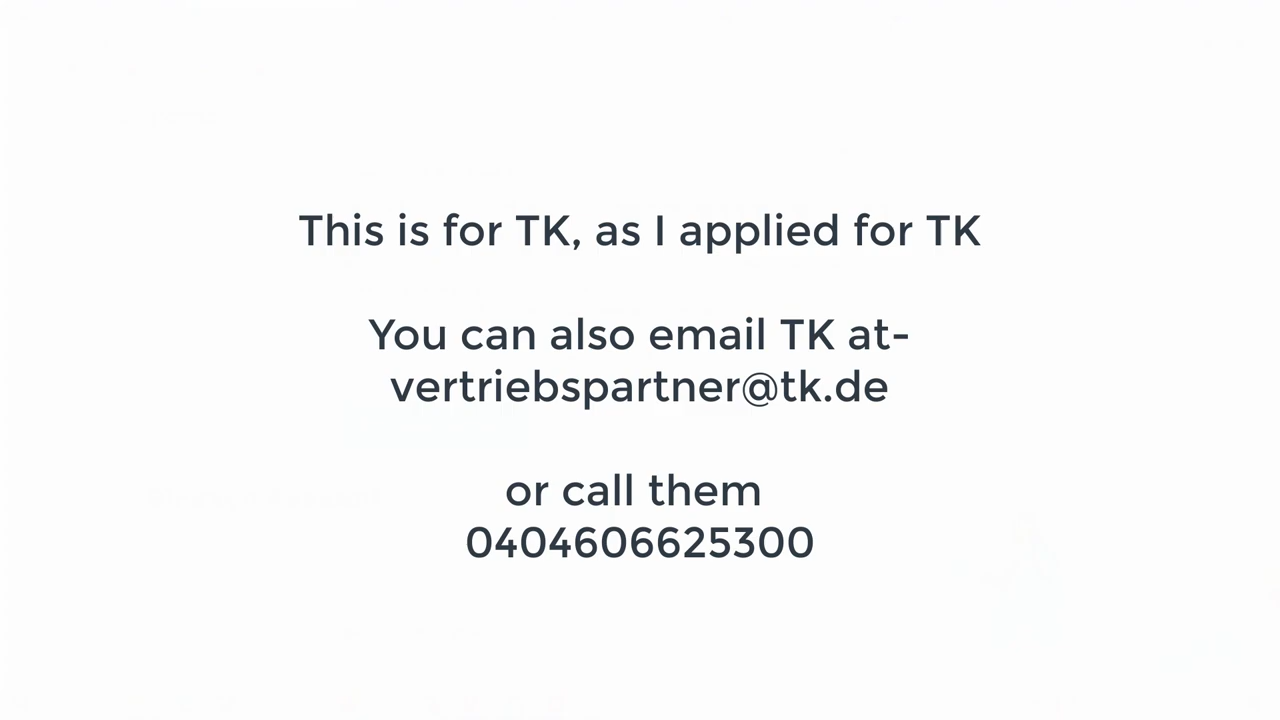 This is for TK, as I applied for TK
You can also email TK at-
vertriebspartner@tk.de
or call them
0404606625300